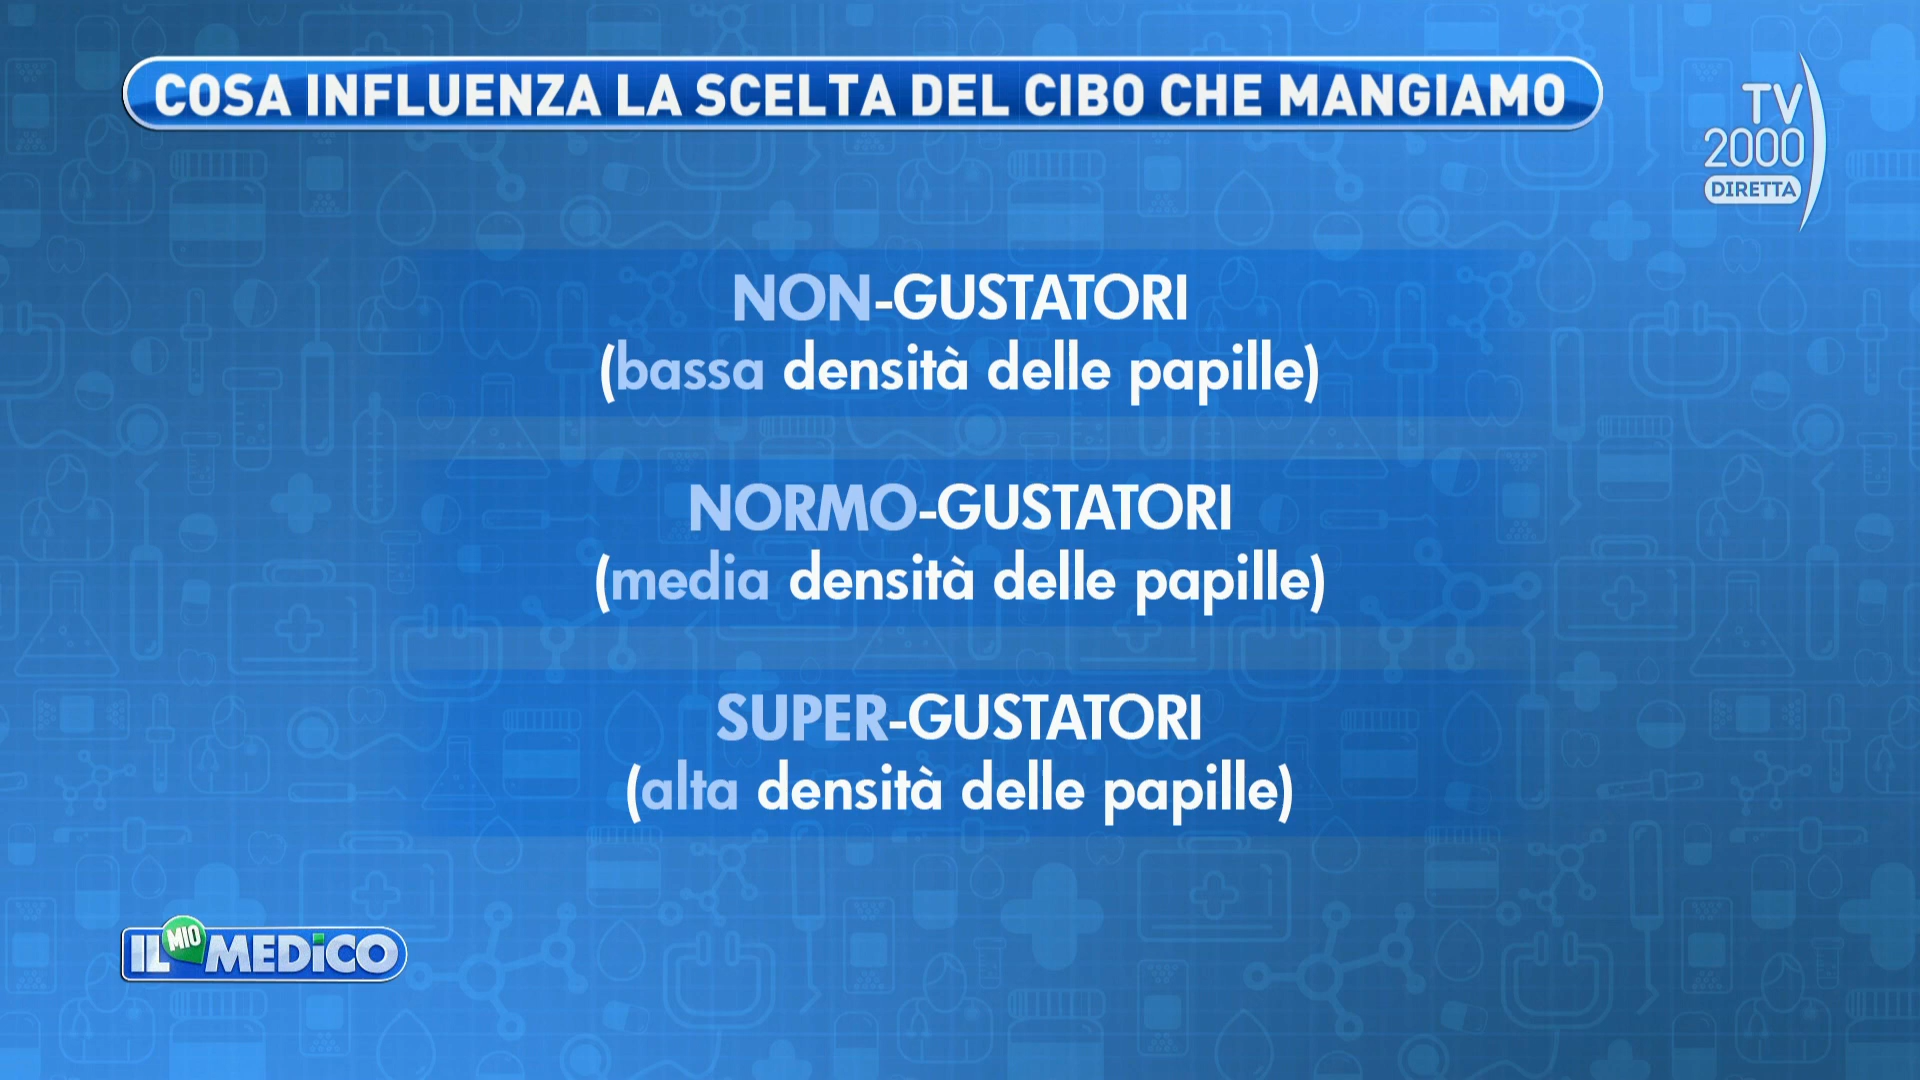 COSA INFLUENZA LA SCELTA DEL CIBO CHE MANGIAMO
TV
2000
DIRETTA
NON-GUSTATORI
(bassa densità delle papille)
NORMO-GUSTATORI
(media densità delle papille)
SUPER-GUSTATORI
(alta densità delle papille)
IL MIO MEDiCO